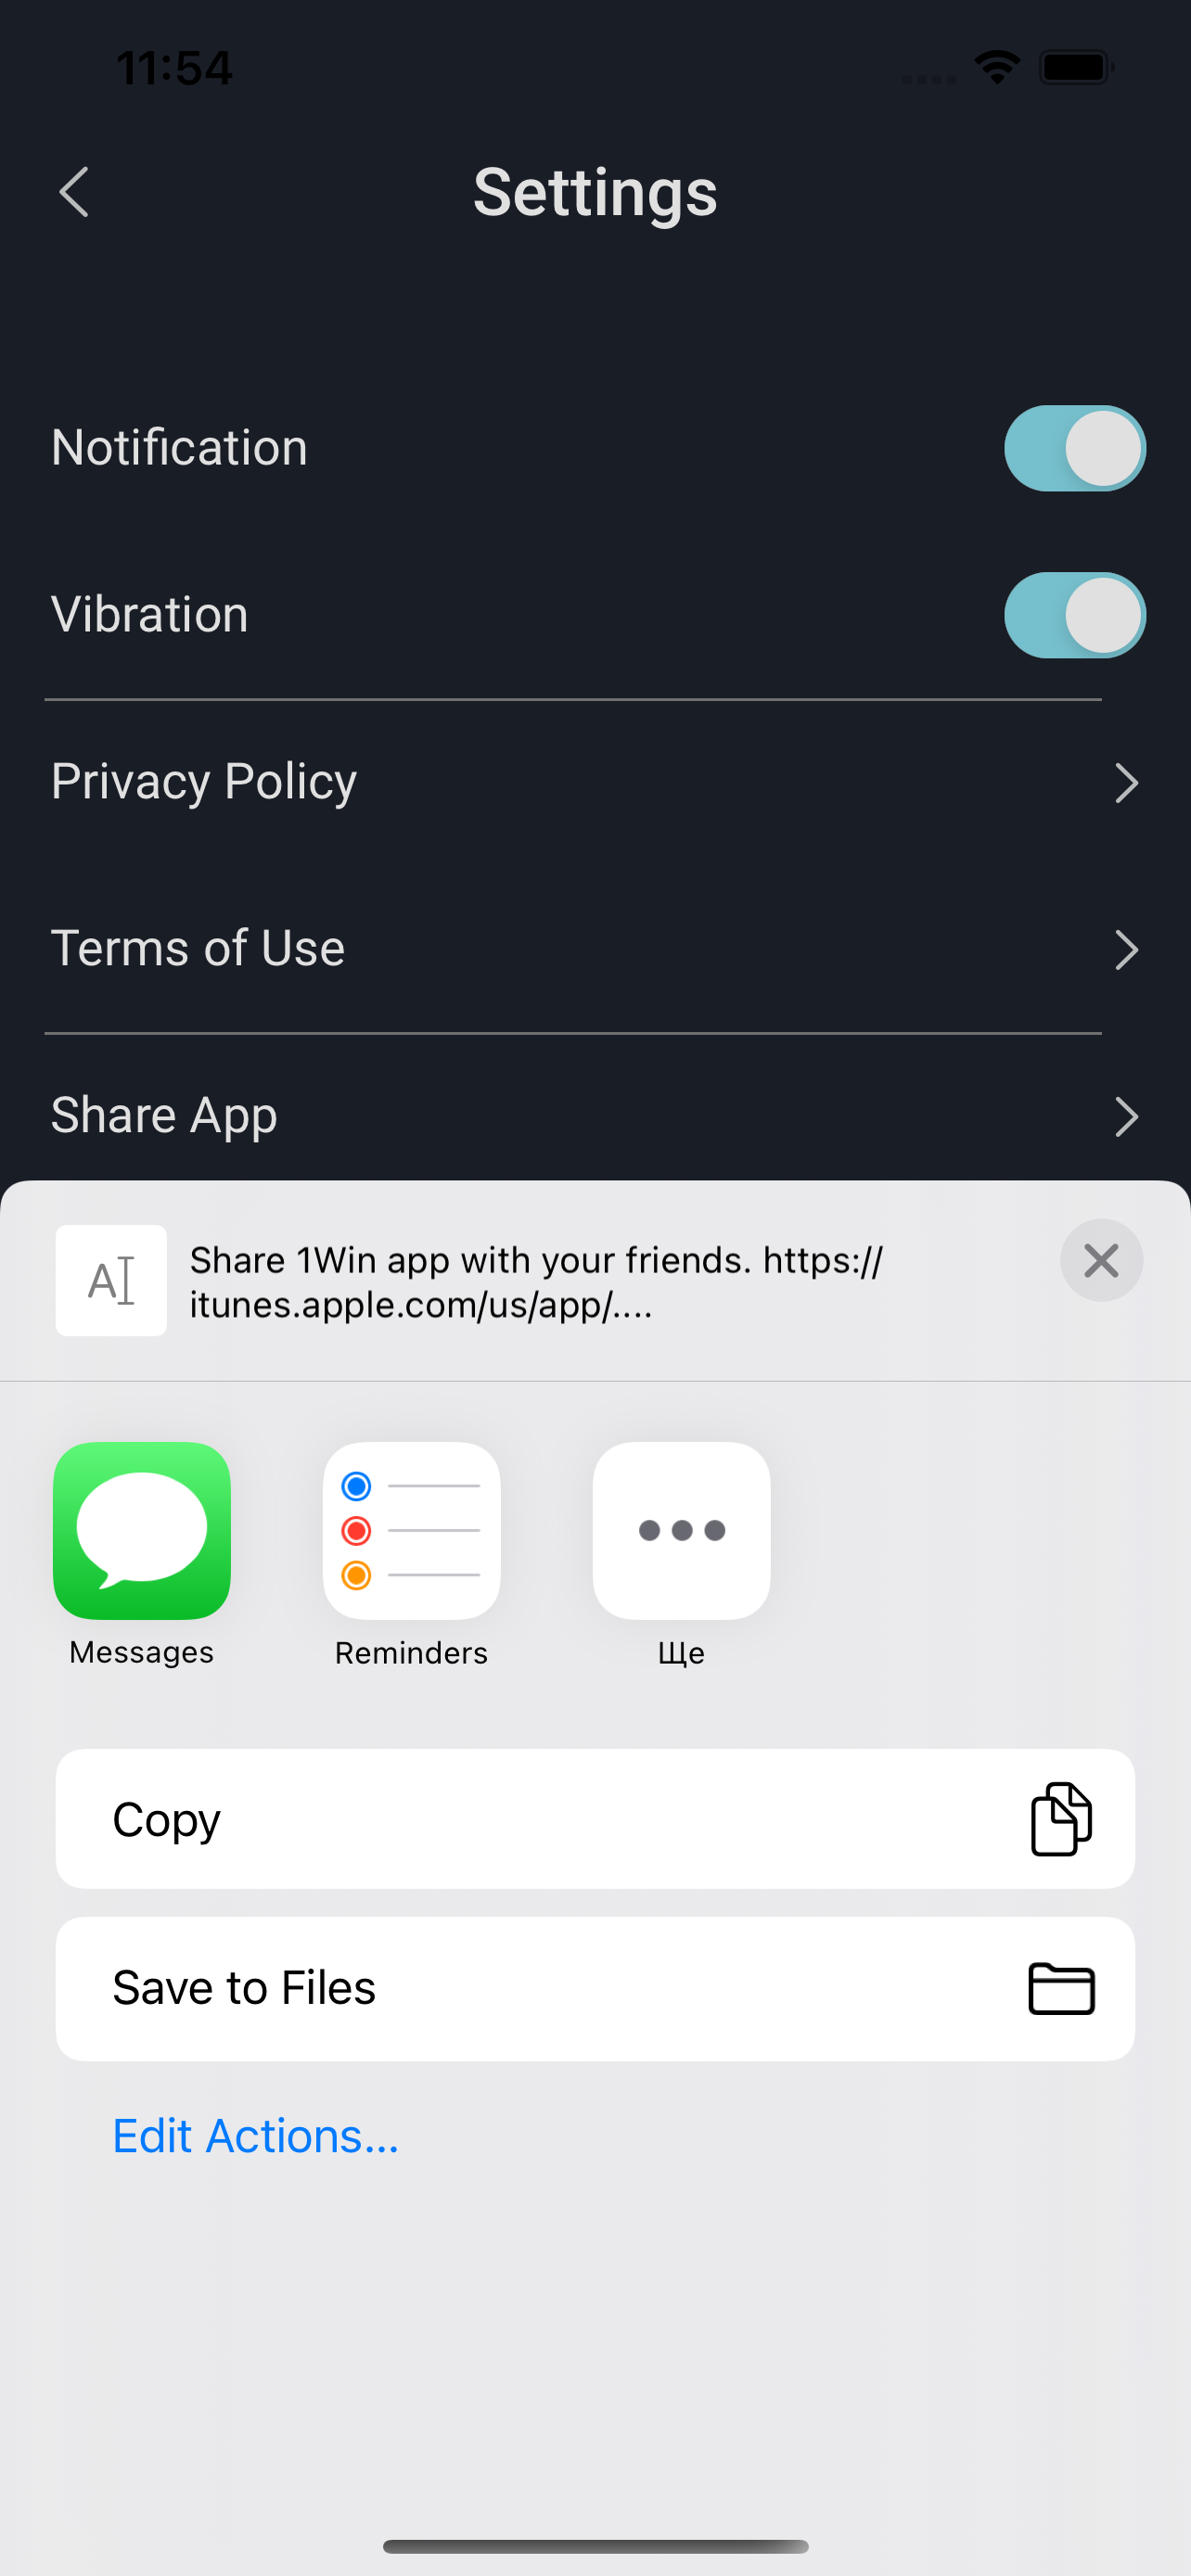 11:54
Settings
Notification
Vibration
Privacy Policy
Terms of Use
Share App
Share 1Win app with your friends. https://
itunes.apple.com/us/app/....
Messages
Reminders
Ще
Copy
Save to Files
Edit Actions...